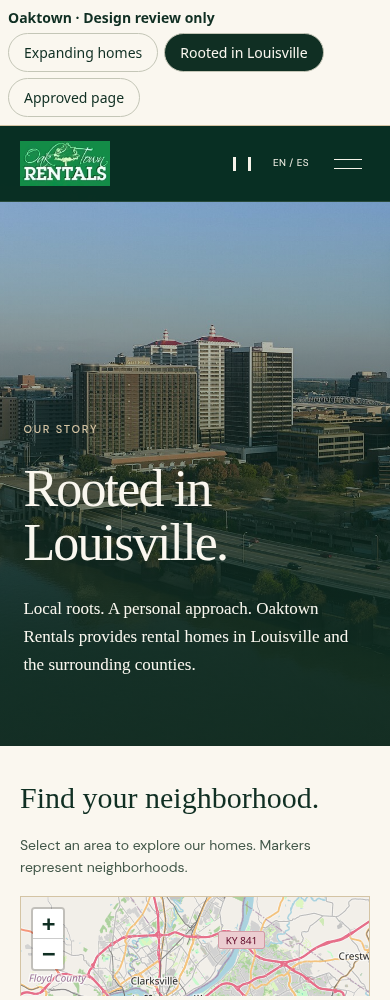 Oaktown · Design review only
Expanding homes
Rooted in Louisville
Approved page
Oak Town
RENTALS
EN / ES
OUR STORY
Rooted in
Louisville.
Local roots. A personal approach. Oaktown
Rentals provides rental homes in Louisville and
the surrounding counties.
Find your neighborhood.
Select an area to explore our homes. Markers
represent neighborhoods.
+
−
KY 841
Crestw
Floyd County
Clarksville